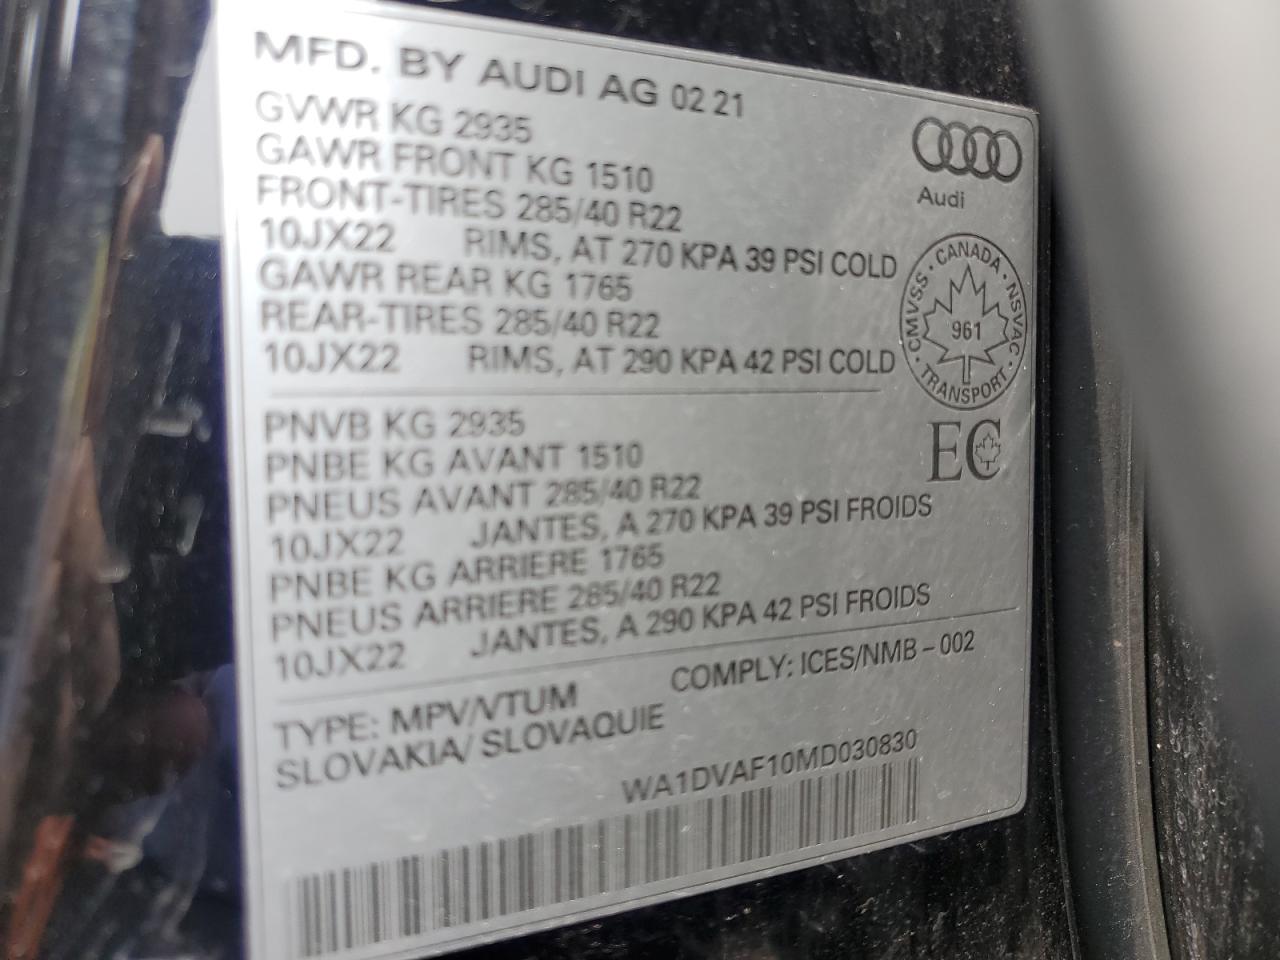 MFD. BY AUDI AG 02 21
GVWR KG 2935
GAWR FRONT KG 1510
FRONT-TIRES 285/40 R22
10JX22 RIMS, AT 270 KPA 39 PSI COLD
GAWR REAR KG 1765
REAR-TIRES 285/40 R22
10JX22 RIMS, AT 290 KPA 42 PSI COLD
Audi
CMVSS · CANADA · NSVAC · TRANSPORT ·
961
EC
PNVB KG 2935
PNBE KG AVANT 1510
PNEUS AVANT 285/40 R22
10JX22 JANTES, A 270 KPA 39 PSI FROIDS
PNBE KG ARRIERE 1765
PNEUS ARRIERE 285/40 R22
10JX22 JANTES, A 290 KPA 42 PSI FROIDS
TYPE: MPV/VTUM COMPLY: ICES/NMB-002
SLOVAKIA/ SLOVAQUIE
WA1DVAF10MD030830